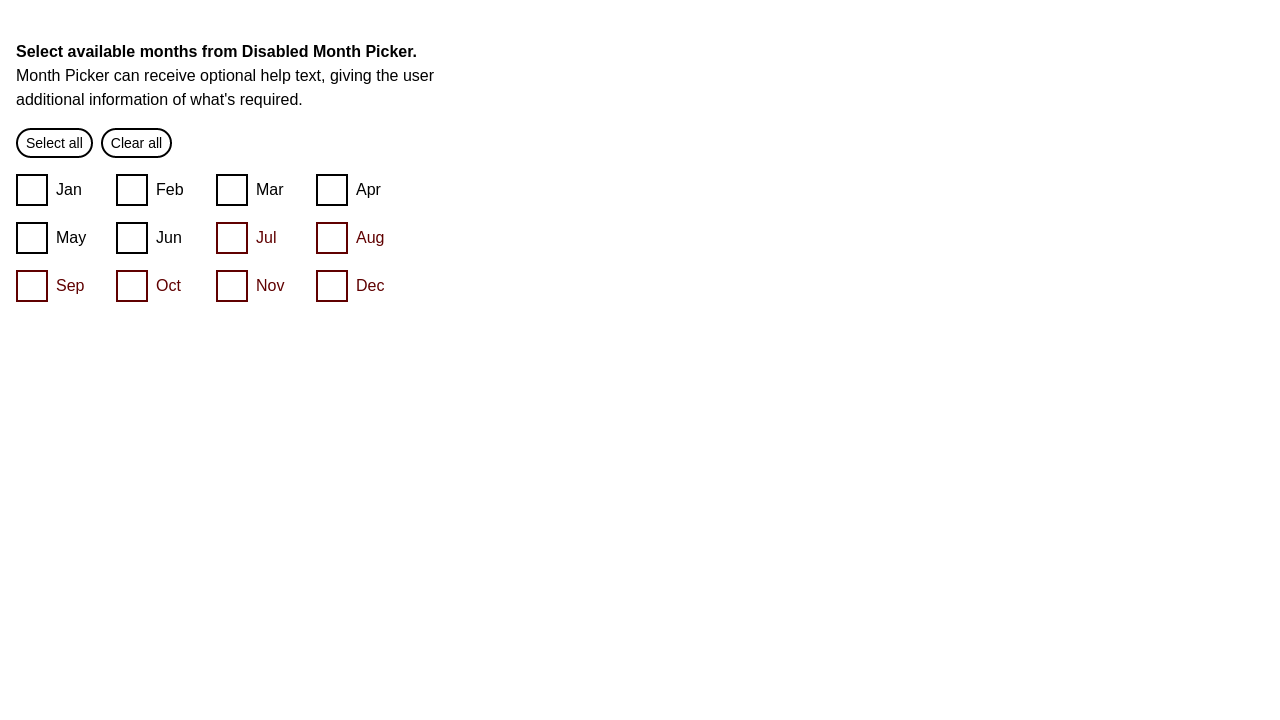 Select available months from Disabled Month Picker.
Month Picker can receive optional help text, giving the user
additional information of what's required.
Select all Clear all
Jan Feb Mar Apr
May Jun Jul Aug
Sep Oct Nov Dec